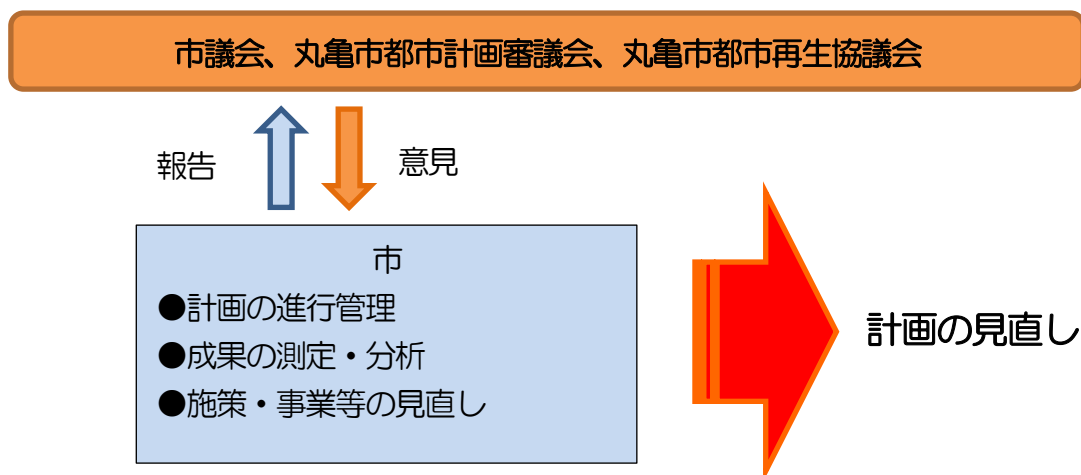 市議会、丸亀市都市計画審議会、丸亀市都市再生協議会
報告
意見
市
●計画の進行管理
●成果の測定・分析
●施策・事業等の見直し
計画の見直し